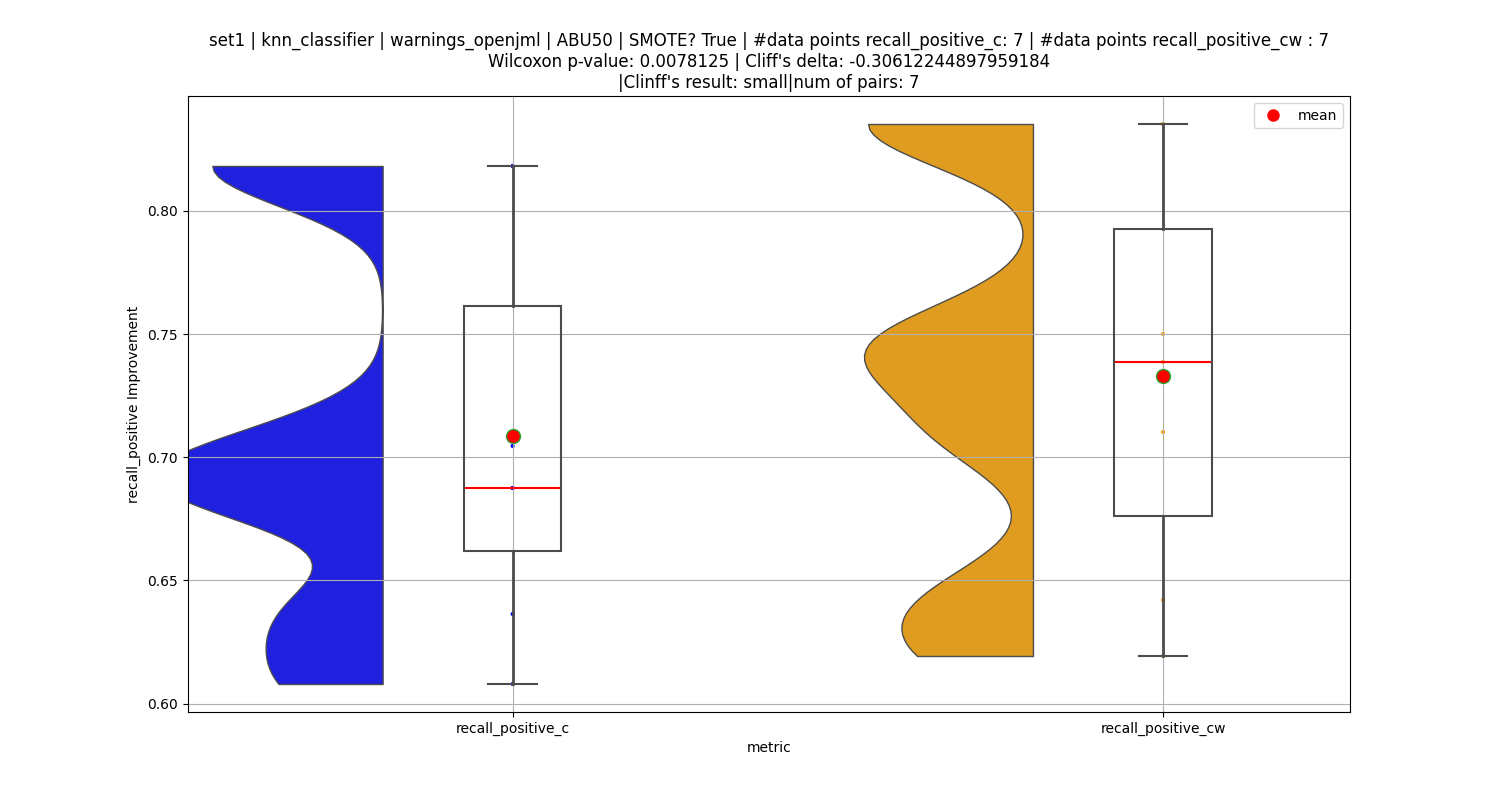 set1 | knn_classifier | warnings_openjml | ABU50 | SMOTE? True | #data points recall_positive_c: 7 | #data points recall_positive_cw : 7
Wilcoxon p-value: 0.0078125 | Cliff's delta: -0.30612244897959184
|Clinff's result: small|num of pairs: 7
mean
recall_positive Improvement
0.80
0.75
0.70
0.65
0.60
recall_positive_c
recall_positive_cw
metric